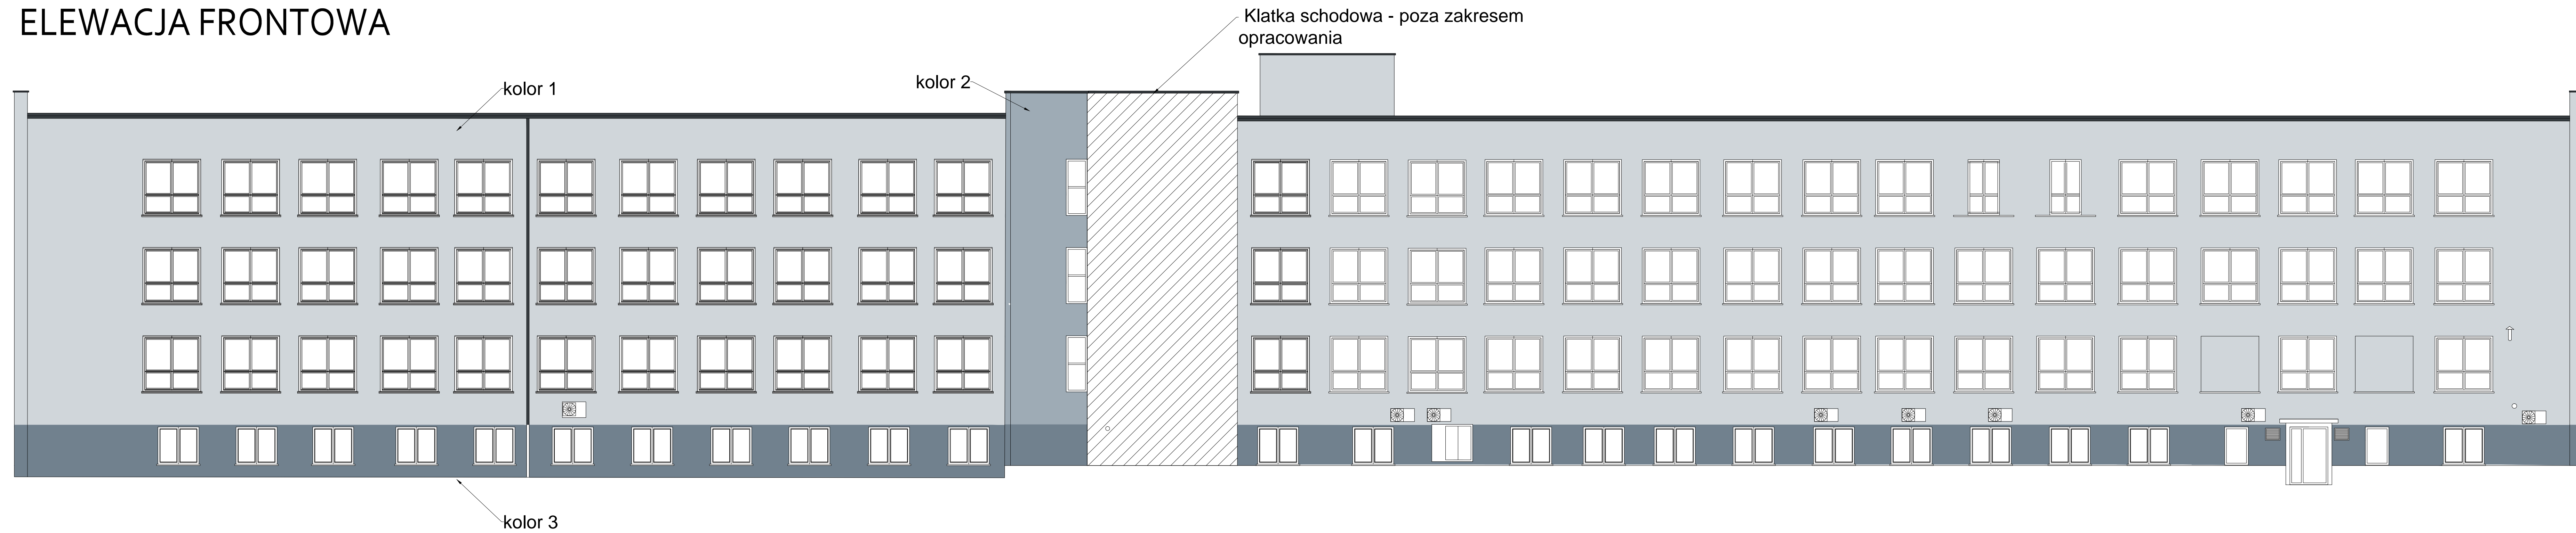 ELEWACJA FRONTOWA
Klatka schodowa - poza zakresem
opracowania
kolor 1
kolor 2
kolor 3